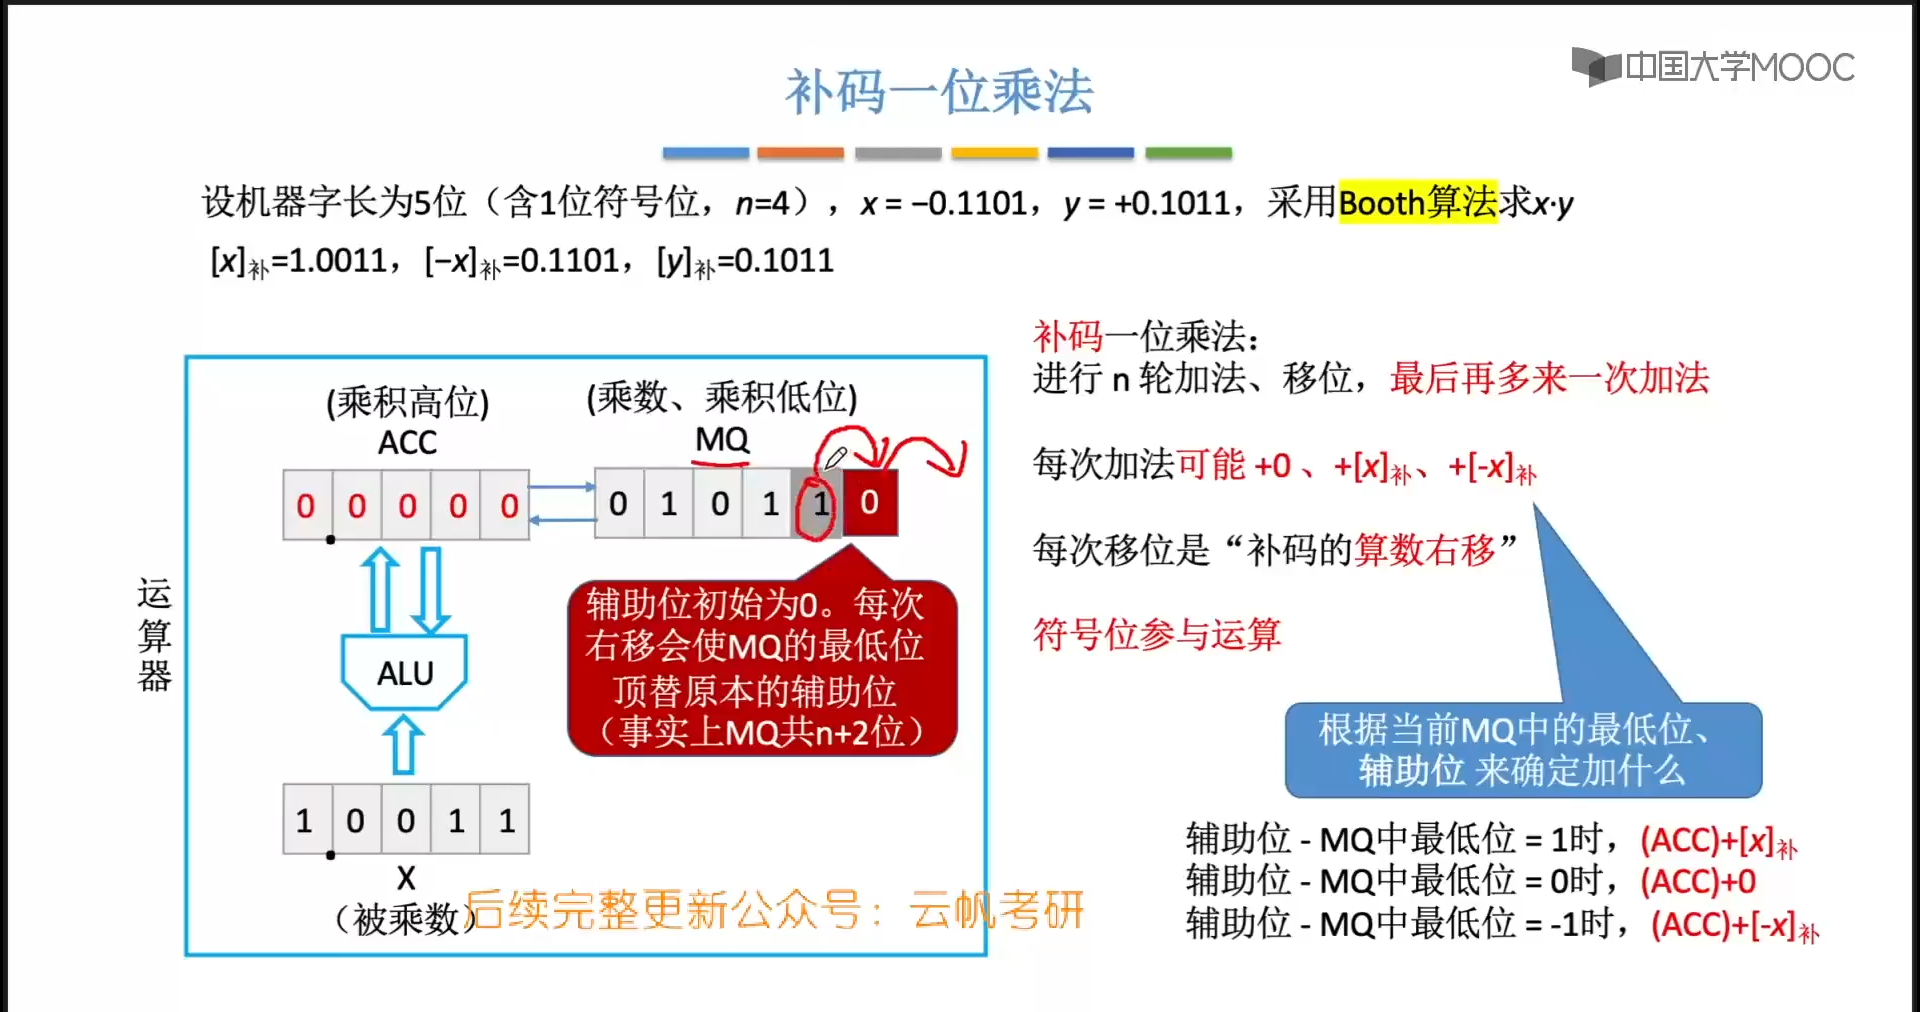 中国大学MOOC
补码一位乘法
设机器字长为5位（含1位符号位，n=4），x = −0.1101，y = +0.1011，采用Booth算法求x·y
[x]补=1.0011，[−x]补=0.1101，[y]补=0.1011
补码一位乘法：
进行 n 轮加法、移位，最后再多来一次加法
每次加法可能 +0 、+[x]补、+[-x]补
每次移位是“补码的算数右移”
符号位参与运算
根据当前MQ中的最低位、
辅助位 来确定加什么
辅助位 - MQ中最低位 = 1时，(ACC)+[x]补
辅助位 - MQ中最低位 = 0时，(ACC)+0
辅助位 - MQ中最低位 = -1时，(ACC)+[-x]补
运算器
(乘积高位)
ACC
0 0 0 0 0
(乘数、乘积低位)
MQ
0 1 0 1 1 0
辅助位初始为0。每次
右移会使MQ的最低位
顶替原本的辅助位
（事实上MQ共n+2位）
ALU
1 0 0 1 1
X
（被乘数）
后续完整更新公众号：云帆考研